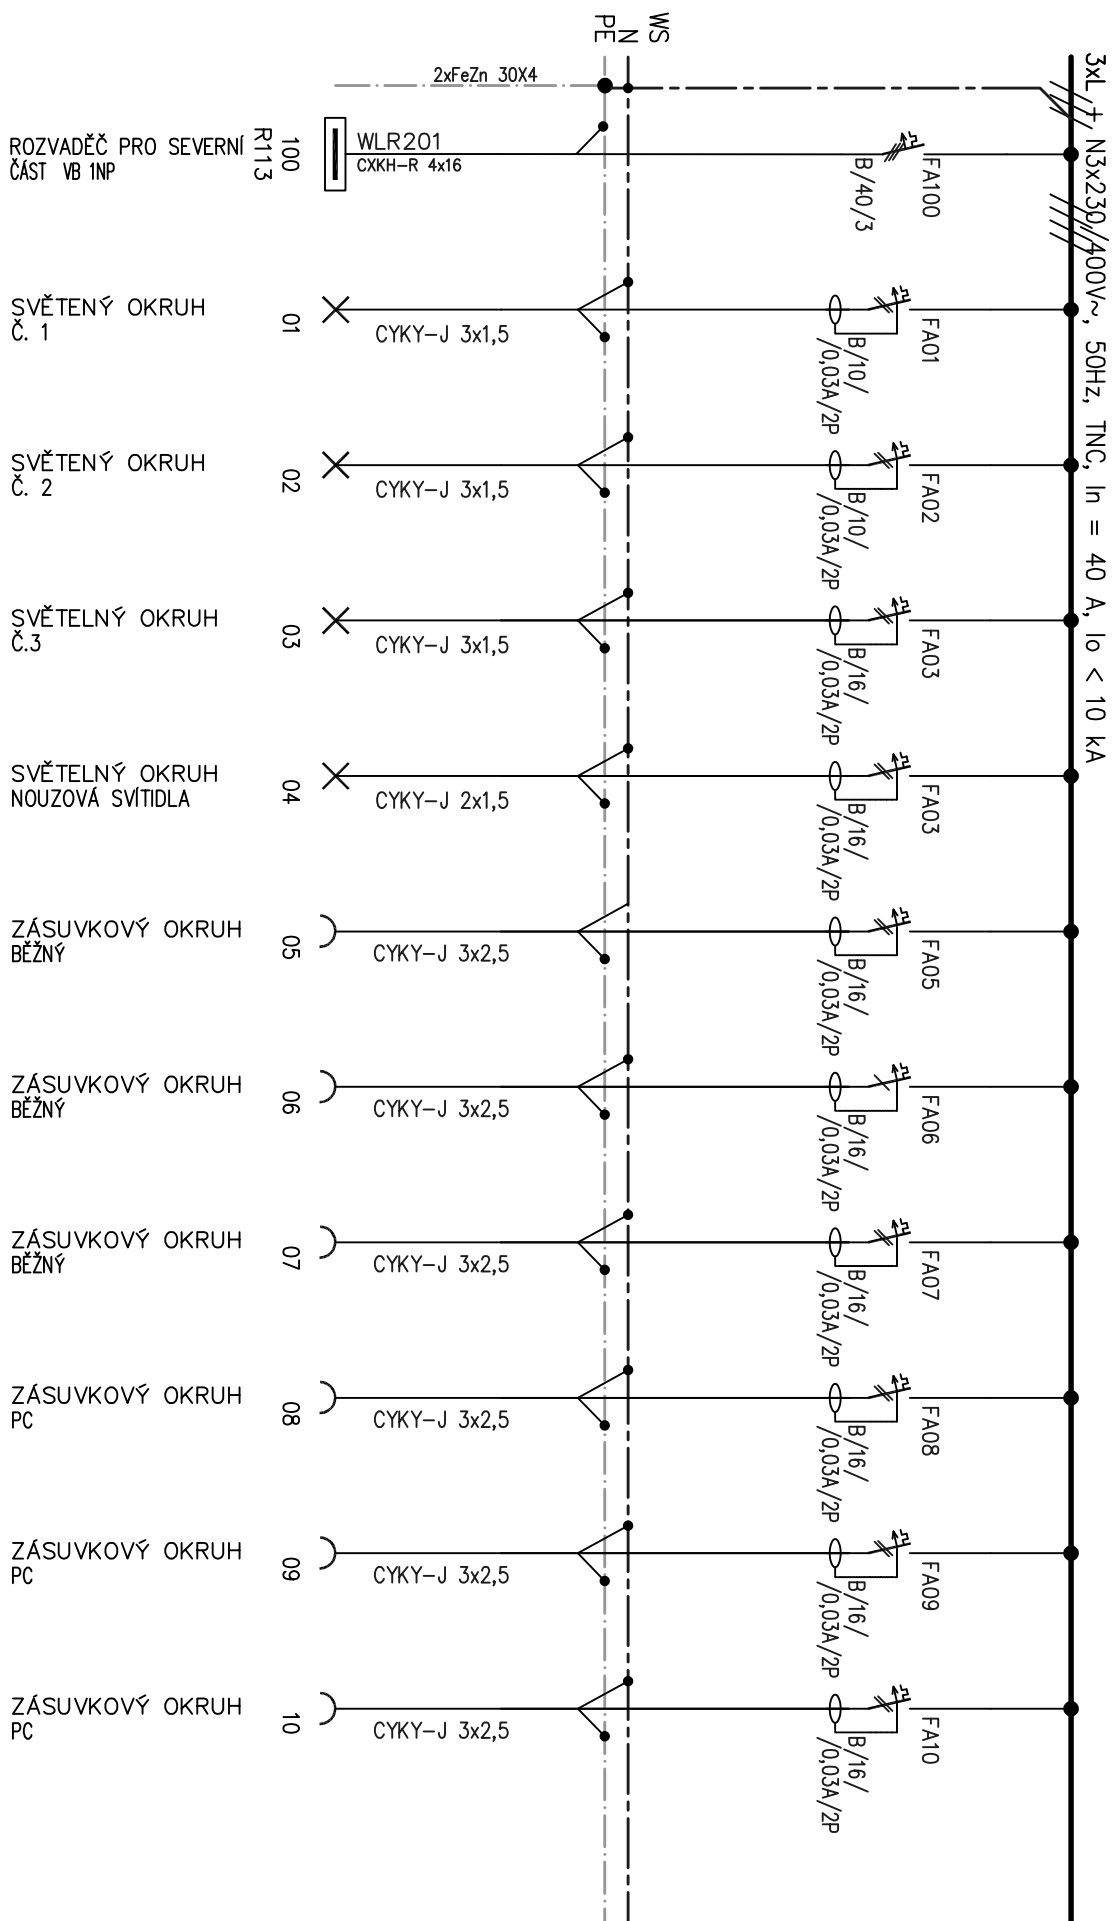 WS
N
PE
3xL + N3x230/400V~, 50Hz, TNC, In = 40 A, Io < 10 kA
2xFeZn 30X4
ROZVADĚČ PRO SEVERNÍ
ČÁST VB 1NP
100
R113
WLR201
CXKH-R 4x16
FA100
B/40/3
SVĚTENÝ OKRUH
Č. 1
01
CYKY-J 3x1,5
FA01
B/10/
/0,03A/2P
SVĚTENÝ OKRUH
Č. 2
02
CYKY-J 3x1,5
FA02
B/10/
/0,03A/2P
SVĚTELNÝ OKRUH
Č.3
03
CYKY-J 3x1,5
FA03
B/16/
/0,03A/2P
SVĚTELNÝ OKRUH
NOUZOVÁ SVÍTIDLA
04
CYKY-J 2x1,5
FA03
B/16/
/0,03A/2P
ZÁSUVKOVÝ OKRUH
BĚŽNÝ
05
CYKY-J 3x2,5
FA05
B/16/
/0,03A/2P
ZÁSUVKOVÝ OKRUH
BĚŽNÝ
06
CYKY-J 3x2,5
FA06
B/16/
/0,03A/2P
ZÁSUVKOVÝ OKRUH
BĚŽNÝ
07
CYKY-J 3x2,5
FA07
B/16/
/0,03A/2P
ZÁSUVKOVÝ OKRUH
PC
08
CYKY-J 3x2,5
FA08
B/16/
/0,03A/2P
ZÁSUVKOVÝ OKRUH
PC
09
CYKY-J 3x2,5
FA09
B/16/
/0,03A/2P
ZÁSUVKOVÝ OKRUH
PC
10
CYKY-J 3x2,5
FA10
B/16/
/0,03A/2P